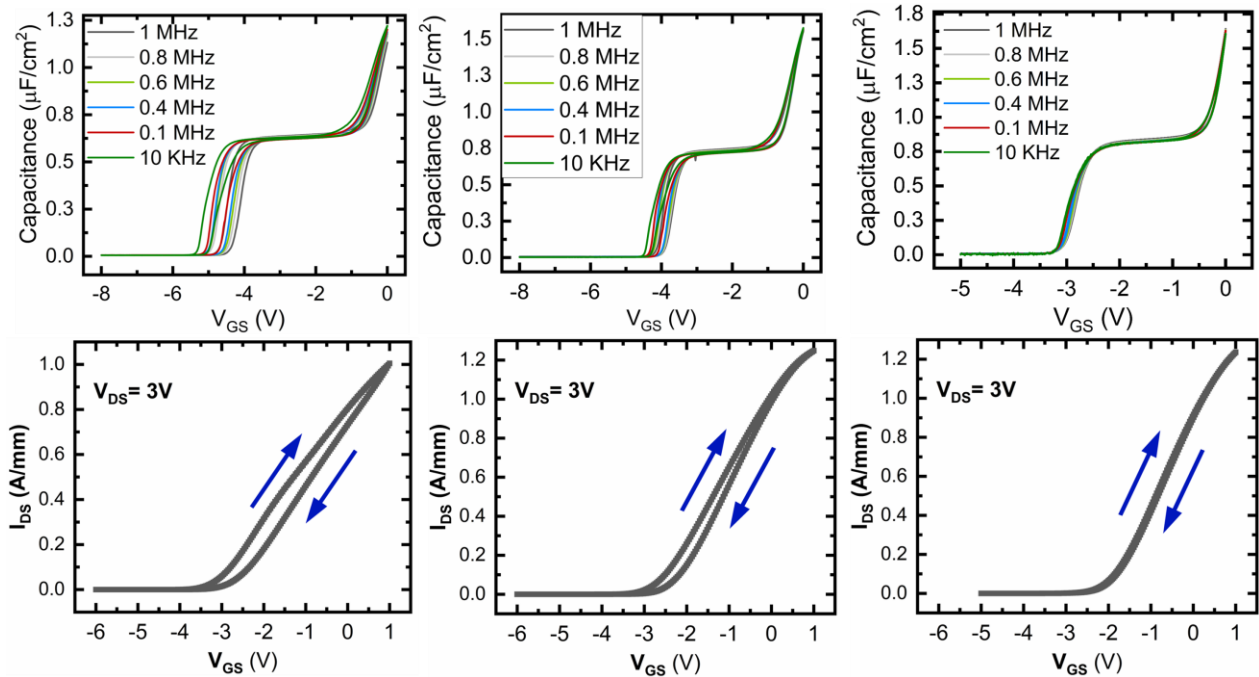 Capacitance (μF/cm²)
1.3
1.0
0.8
0.5
0.3
0.0
1 MHz
0.8 MHz
0.6 MHz
0.4 MHz
0.1 MHz
10 KHz
-8
-6
-4
-2
0
V_GS (V)
Capacitance (μF/cm²)
1.6
1.3
1.0
0.8
0.5
0.3
0.0
1 MHz
0.8 MHz
0.6 MHz
0.4 MHz
0.1 MHz
10 KHz
-8
-6
-4
-2
0
V_GS (V)
Capacitance (μF/cm²)
1.8
1.5
1.3
1.0
0.8
0.5
0.3
0.0
1 MHz
0.8 MHz
0.6 MHz
0.4 MHz
0.1 MHz
10 KHz
-5
-4
-3
-2
-1
0
V_GS (V)
I_DS (A/mm)
1.0
0.8
0.6
0.4
0.2
0.0
V_DS= 3V
-6
-5
-4
-3
-2
-1
0
1
V_GS (V)
I_DS (A/mm)
1.2
1.0
0.8
0.6
0.4
0.2
0.0
V_DS= 3V
-6
-5
-4
-3
-2
-1
0
1
V_GS (V)
I_DS (A/mm)
1.2
1.0
0.8
0.6
0.4
0.2
0.0
V_DS= 3V
-6
-5
-4
-3
-2
-1
0
1
V_GS (V)